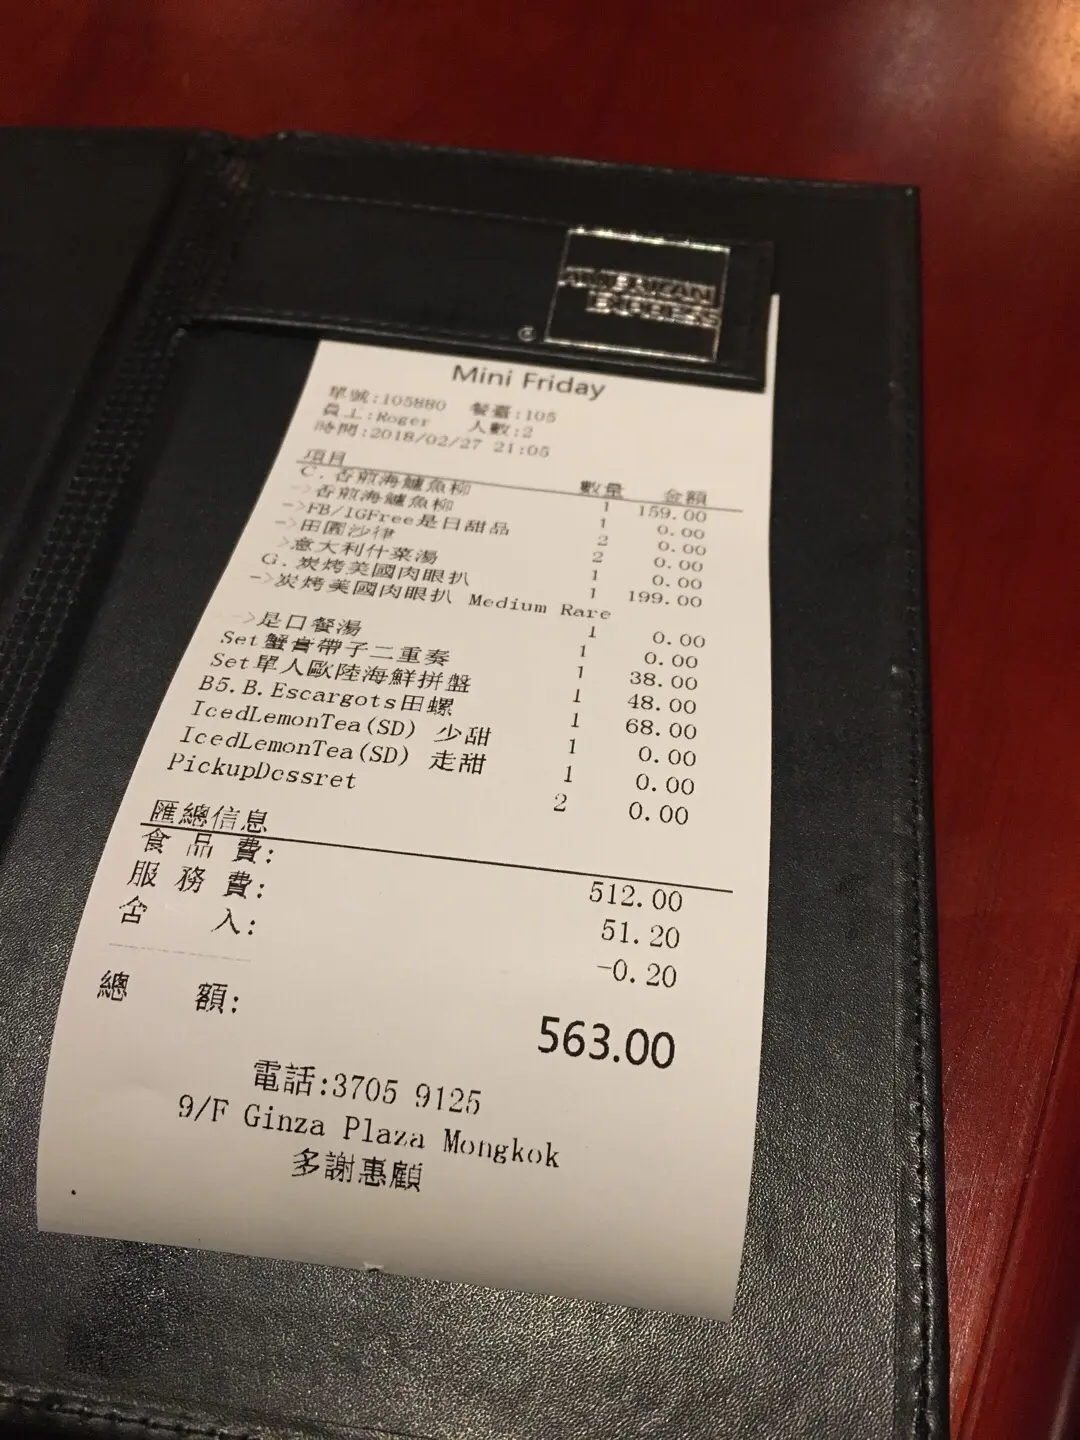 AMERICAN
EXPRESS
®
Mini Friday
單號:105880 餐臺:105
員工:Roger 人數:2
時間:2018/02/27 21:05
項目 數量 金額
C.香煎海鱸魚柳 1 159.00
->香煎海鱸魚柳 1 0.00
->FB/IGFree是日甜品 2 0.00
->田園沙律 2 0.00
->意大利什菜湯 1 0.00
G.炭烤美國肉眼扒 1 199.00
->炭烤美國肉眼扒 Medium Rare
1 0.00
->是日餐湯 1 0.00
Set蟹膏帶子二重奏 1 38.00
Set單人歐陸海鮮拼盤 1 48.00
B5.B.Escargots田螺 1 68.00
IcedLemonTea(SD) 少甜 1 0.00
IcedLemonTea(SD) 走甜 1 0.00
PickupDessret 2 0.00
匯總信息
食品費: 512.00
服務費: 51.20
舍入: -0.20
總額: 563.00
電話:3705 9125
9/F Ginza Plaza Mongkok
多謝惠顧